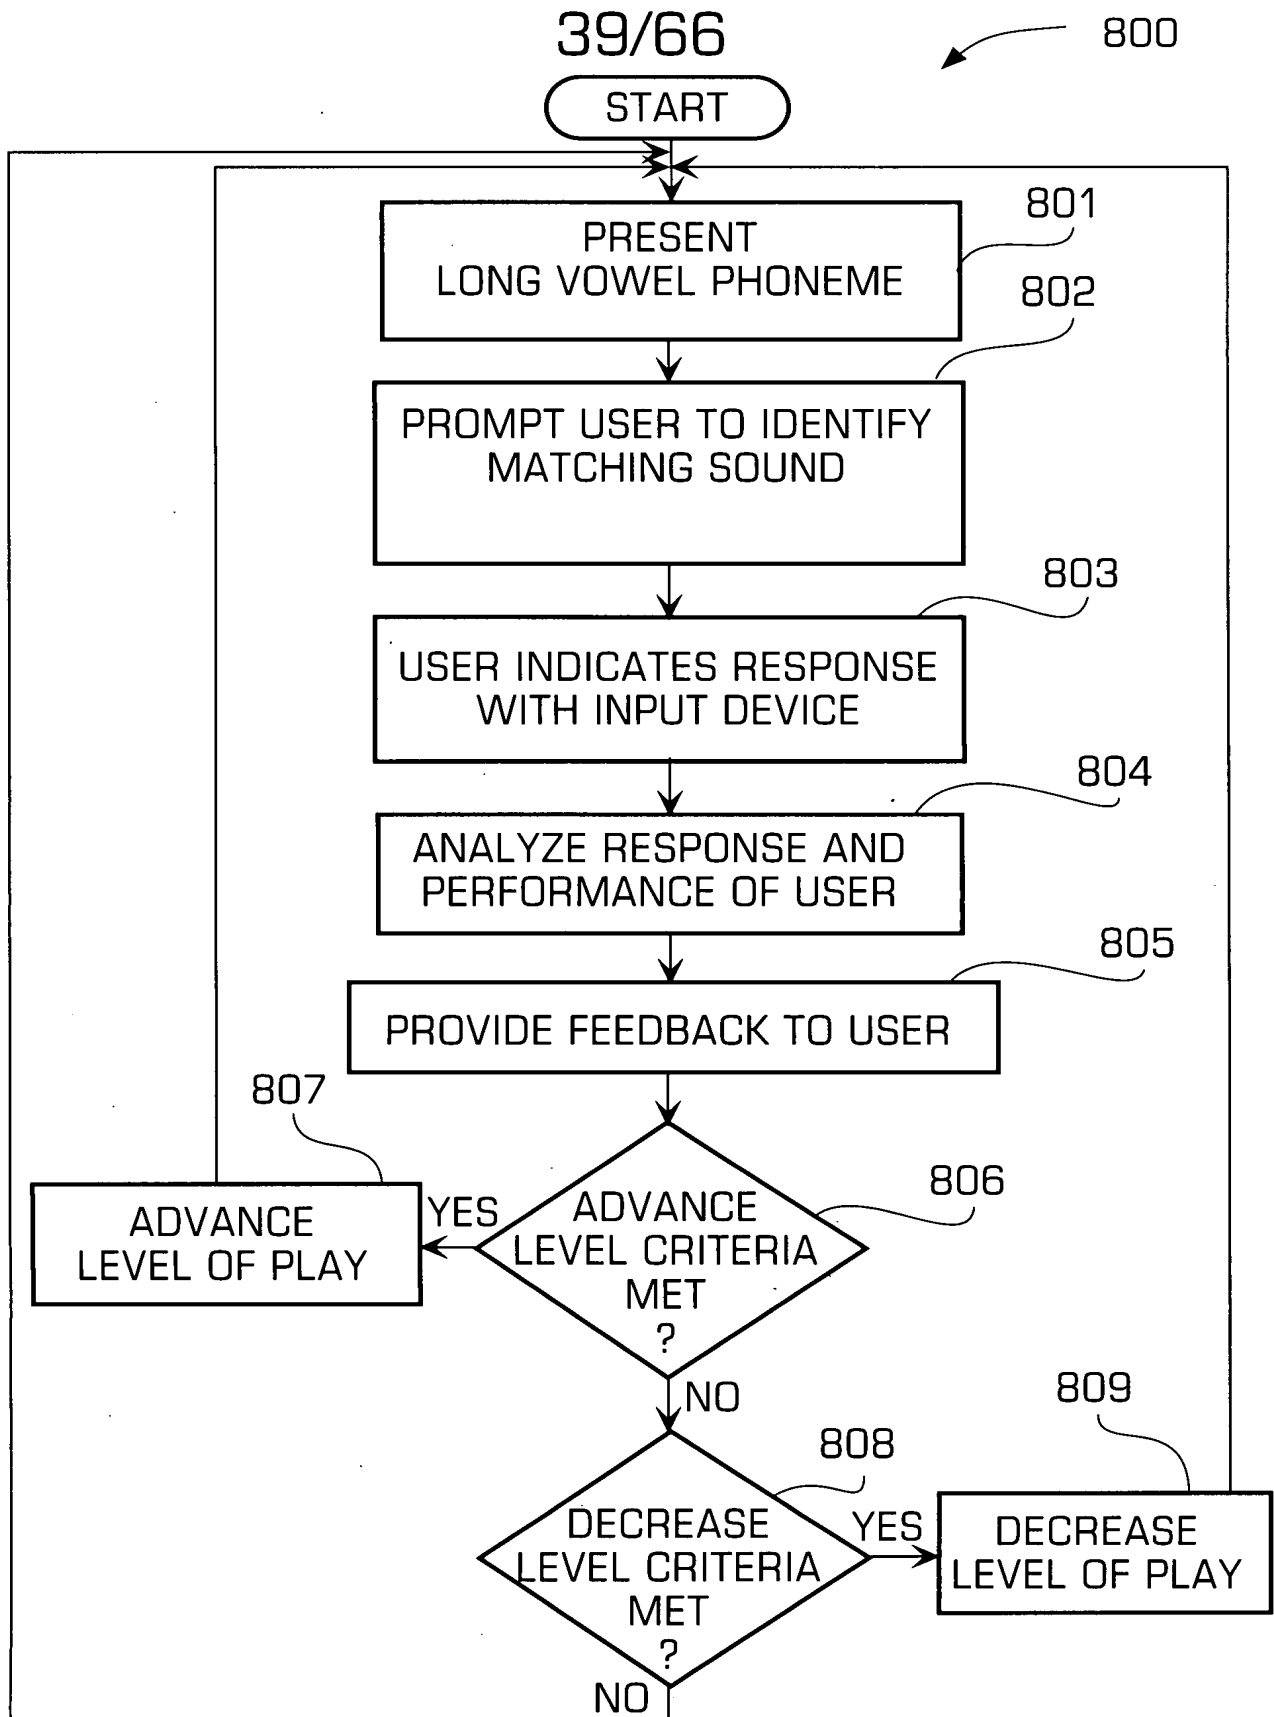 39/66
800
START
801
PRESENT
LONG VOWEL PHONEME
802
PROMPT USER TO IDENTIFY
MATCHING SOUND
803
USER INDICATES RESPONSE
WITH INPUT DEVICE
804
ANALYZE RESPONSE AND
PERFORMANCE OF USER
805
PROVIDE FEEDBACK TO USER
807
806
ADVANCE
LEVEL OF PLAY
YES
ADVANCE
LEVEL CRITERIA
MET
?
NO
809
808
DECREASE
LEVEL CRITERIA
MET
?
YES
DECREASE
LEVEL OF PLAY
NO